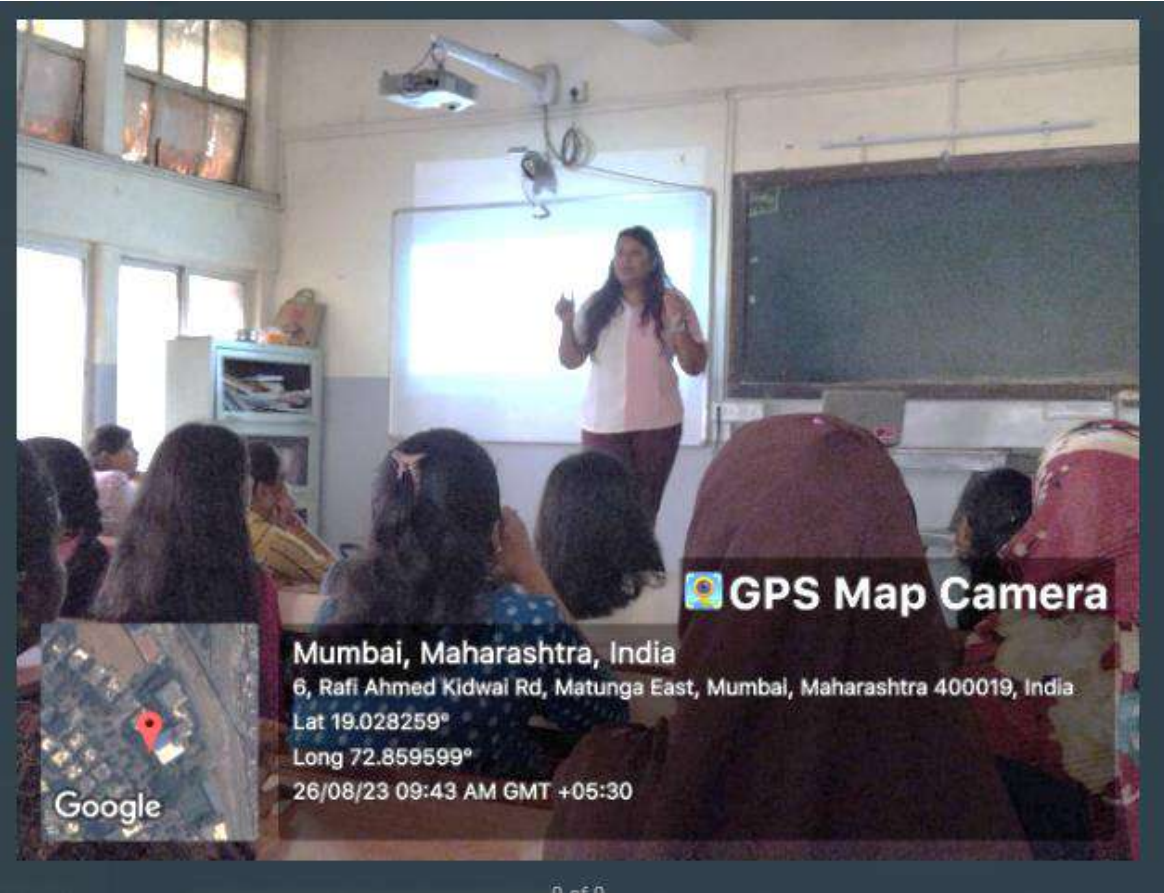 GPS Map Camera
Mumbai, Maharashtra, India
6, Rafi Ahmed Kidwai Rd, Matunga East, Mumbai, Maharashtra 400019, India
Lat 19.028259°
Long 72.859599°
26/08/23 09:43 AM GMT +05:30
Google